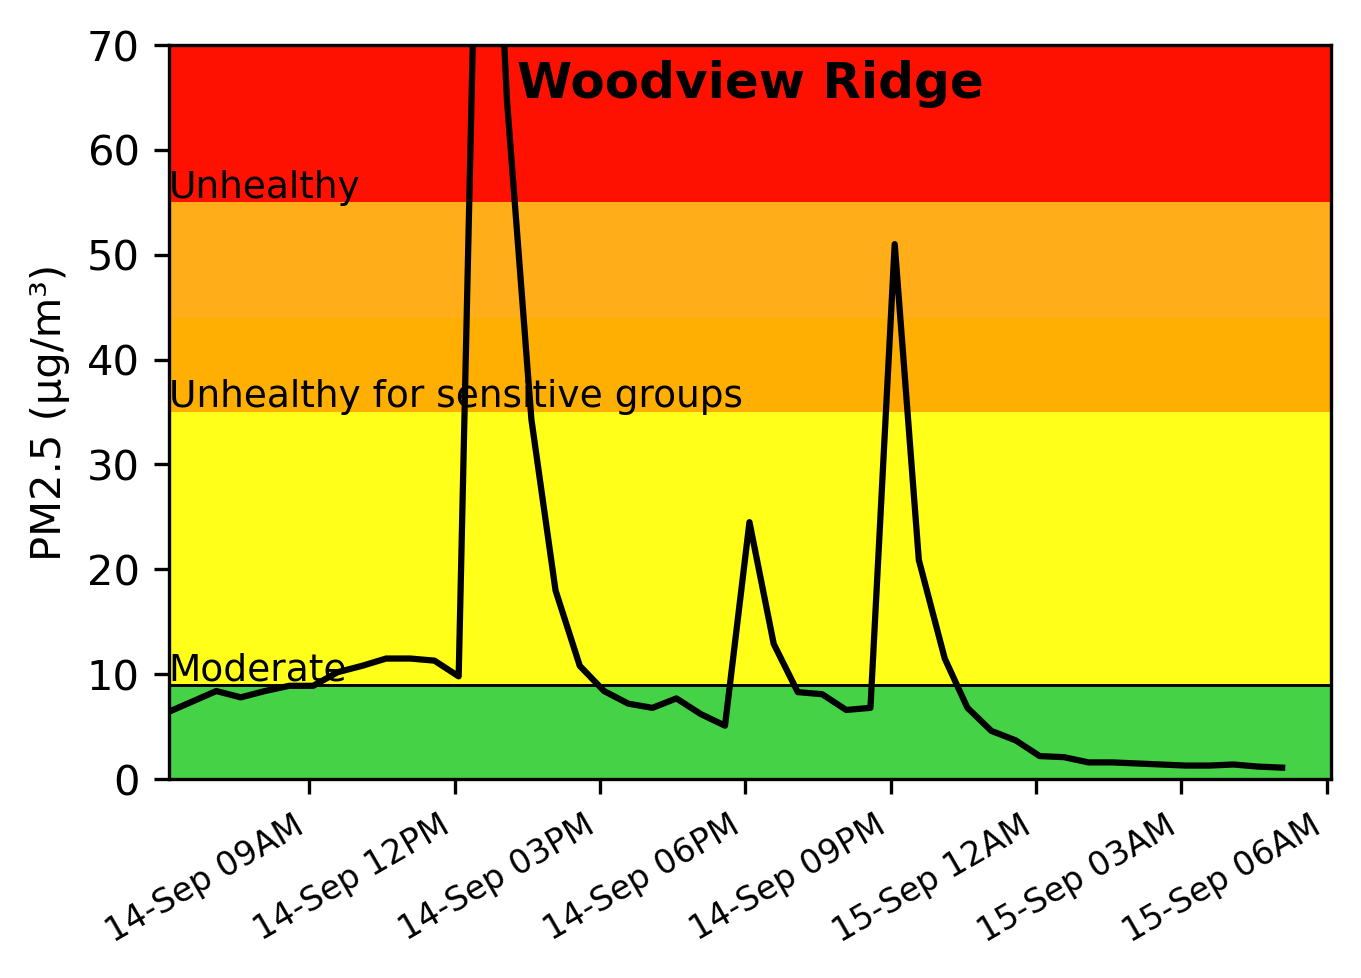 Woodview Ridge
PM2.5 (µg/m³)
70
60
Unhealthy
50
40
Unhealthy for sensitive groups
30
20
10
Moderate
0
14-Sep 09AM
14-Sep 12PM
14-Sep 03PM
14-Sep 06PM
14-Sep 09PM
15-Sep 12AM
15-Sep 03AM
15-Sep 06AM